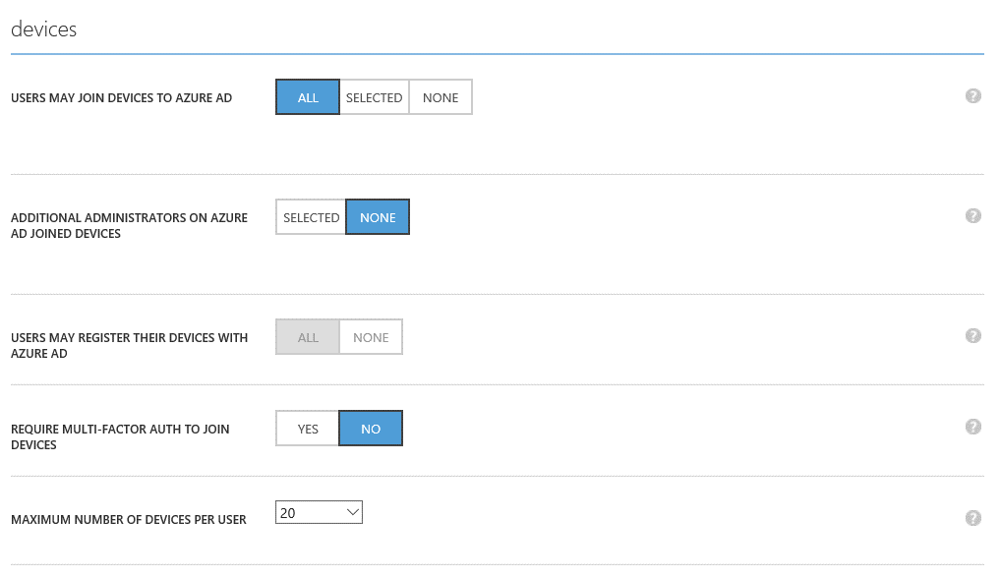 devices
USERS MAY JOIN DEVICES TO AZURE AD
ALL SELECTED NONE
?
ADDITIONAL ADMINISTRATORS ON AZURE
AD JOINED DEVICES
SELECTED NONE
?
USERS MAY REGISTER THEIR DEVICES WITH
AZURE AD
ALL NONE
?
REQUIRE MULTI-FACTOR AUTH TO JOIN
DEVICES
YES NO
?
MAXIMUM NUMBER OF DEVICES PER USER
20
?